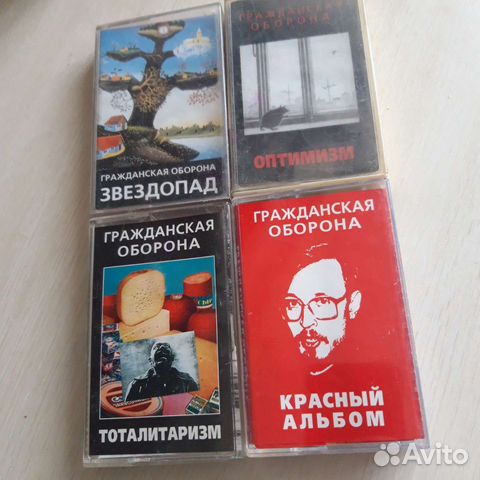 ГРАЖДАНСКАЯ ОБОРОНА
ЗВЕЗДОПАД
ГРАЖДАНСКАЯ
ОБОРОНА
ОПТИМИЗМ
ГРАЖДАНСКАЯ
ОБОРОНА
ТОТАЛИТАРИЗМ
ГРАЖДАНСКАЯ
ОБОРОНА
КРАСНЫЙ
АЛЬБОМ
Avito